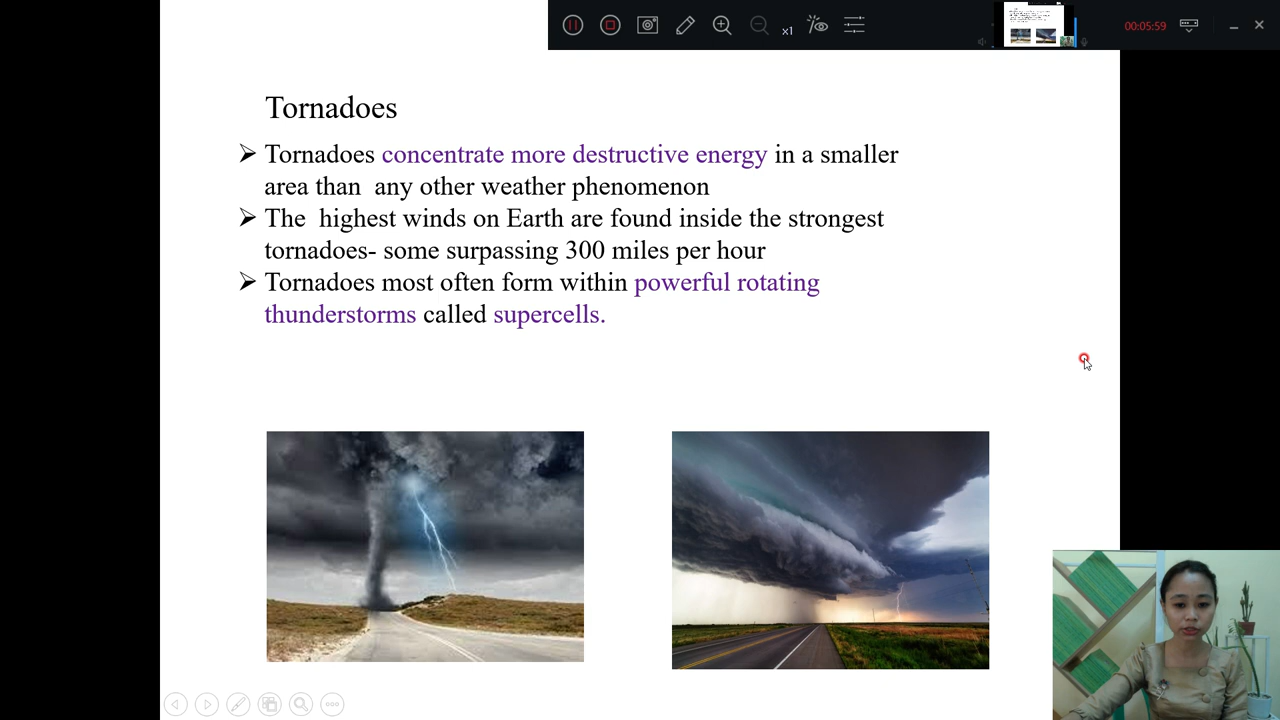 x1
00:05:59
Tornadoes
➢ Tornadoes concentrate more destructive energy in a smaller
area than any other weather phenomenon
➢ The highest winds on Earth are found inside the strongest
tornadoes- some surpassing 300 miles per hour
➢ Tornadoes most often form within powerful rotating
thunderstorms called supercells.